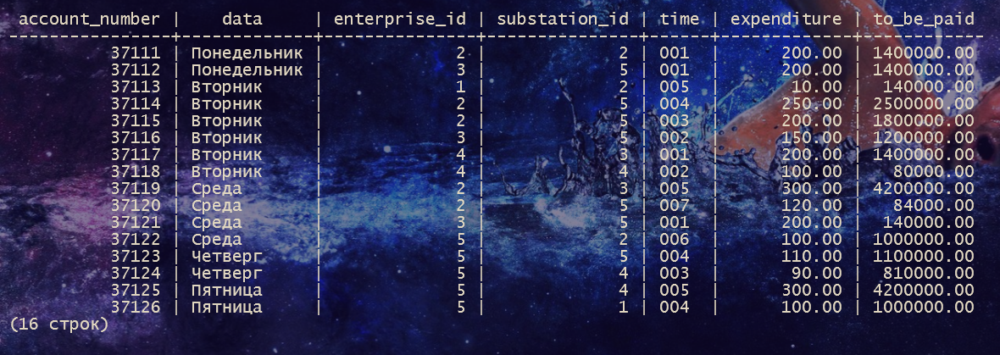 account_number | data | enterprise_id | substation_id | time | expenditure | to_be_paid
----------------+-------------+---------------+---------------+------+-------------+------------
37111 | Понедельник | 2 | 2 | 001 | 200.00 | 1400000.00
37112 | Понедельник | 3 | 5 | 001 | 200.00 | 1400000.00
37113 | Вторник | 1 | 2 | 005 | 10.00 | 140000.00
37114 | Вторник | 2 | 5 | 004 | 250.00 | 2500000.00
37115 | Вторник | 2 | 5 | 003 | 200.00 | 1800000.00
37116 | Вторник | 3 | 5 | 002 | 150.00 | 1200000.00
37117 | Вторник | 4 | 3 | 001 | 200.00 | 1400000.00
37118 | Вторник | 4 | 4 | 002 | 100.00 | 80000.00
37119 | Среда | 2 | 3 | 005 | 300.00 | 4200000.00
37120 | Среда | 2 | 5 | 007 | 120.00 | 84000.00
37121 | Среда | 3 | 5 | 001 | 200.00 | 140000.00
37122 | Среда | 5 | 2 | 006 | 100.00 | 1000000.00
37123 | Четверг | 5 | 5 | 004 | 110.00 | 1100000.00
37124 | Четверг | 5 | 4 | 003 | 90.00 | 810000.00
37125 | Пятница | 5 | 4 | 005 | 300.00 | 4200000.00
37126 | Пятница | 5 | 1 | 004 | 100.00 | 1000000.00
(16 строк)